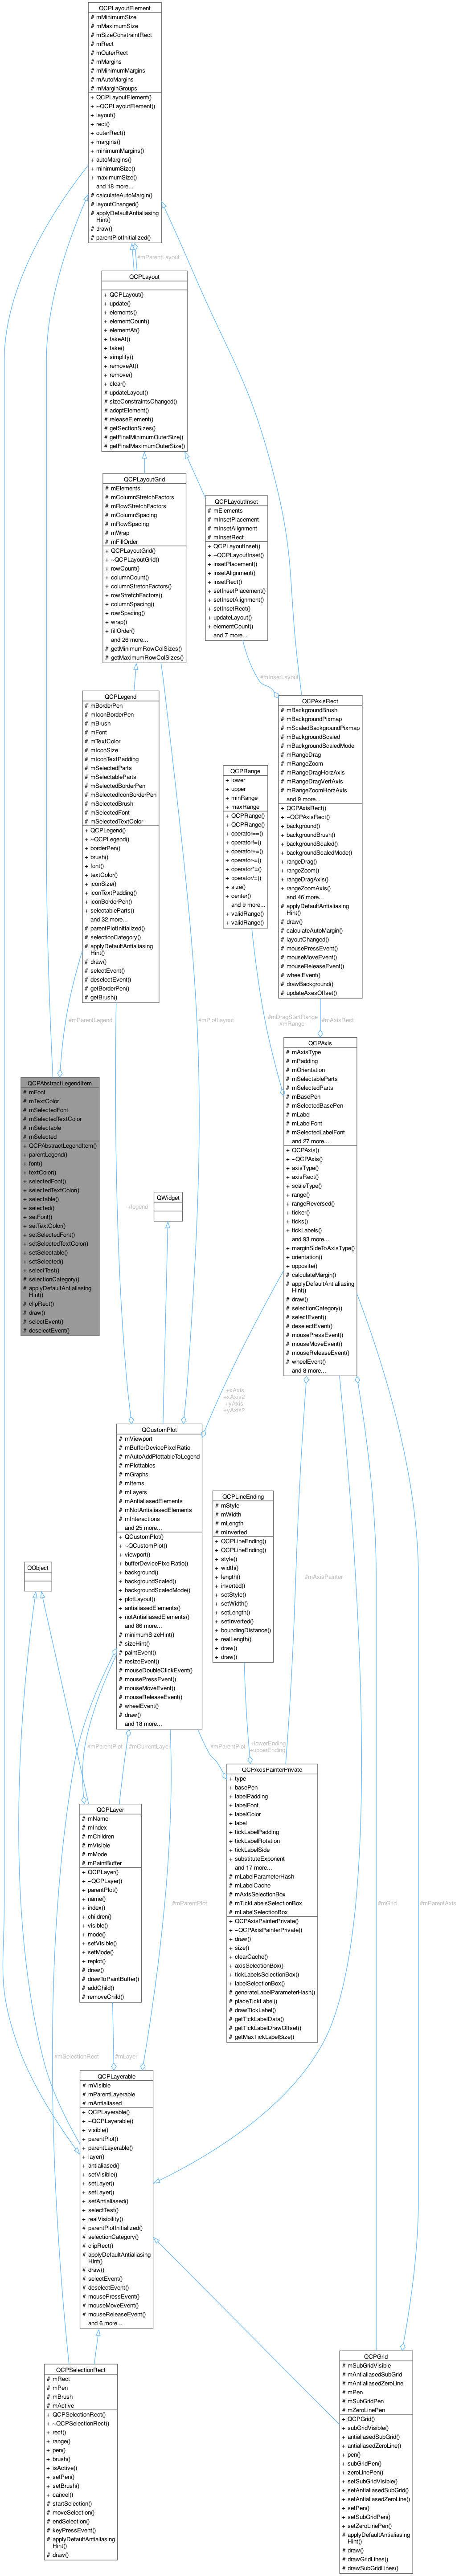 QCPLayoutElement
# mMinimumSize
# mMaximumSize
# mSizeConstraintRect
# mRect
# mOuterRect
# mMargins
# mMinimumMargins
# mAutoMargins
# mMarginGroups
+ QCPLayoutElement()
+ ~QCPLayoutElement()
+ layout()
+ rect()
+ outerRect()
+ margins()
+ minimumMargins()
+ autoMargins()
+ minimumSize()
+ maximumSize()
and 18 more...
# calculateAutoMargin()
# layoutChanged()
# applyDefaultAntialiasing
Hint()
# draw()
# parentPlotInitialized()
#mParentLayout
QCPLayout
+ QCPLayout()
+ update()
+ elements()
+ elementCount()
+ elementAt()
+ takeAt()
+ take()
+ simplify()
+ removeAt()
+ remove()
+ clear()
# updateLayout()
# sizeConstraintsChanged()
# adoptElement()
# releaseElement()
# getSectionSizes()
# getFinalMinimumOuterSize()
# getFinalMaximumOuterSize()
QCPLayoutGrid
# mElements
# mColumnStretchFactors
# mRowStretchFactors
# mColumnSpacing
# mRowSpacing
# mWrap
# mFillOrder
+ QCPLayoutGrid()
+ ~QCPLayoutGrid()
+ rowCount()
+ columnCount()
+ columnStretchFactors()
+ rowStretchFactors()
+ columnSpacing()
+ rowSpacing()
+ wrap()
+ fillOrder()
and 26 more...
# getMinimumRowColSizes()
# getMaximumRowColSizes()
QCPLayoutInset
# mElements
# mInsetPlacement
# mInsetAlignment
# mInsetRect
+ QCPLayoutInset()
+ ~QCPLayoutInset()
+ insetPlacement()
+ insetAlignment()
+ insetRect()
+ setInsetPlacement()
+ setInsetAlignment()
+ setInsetRect()
+ updateLayout()
+ elementCount()
and 7 more...
#mInsetLayout
QCPLegend
# mBorderPen
# mIconBorderPen
# mBrush
# mFont
# mTextColor
# mIconSize
# mIconTextPadding
# mSelectedParts
# mSelectableParts
# mSelectedBorderPen
# mSelectedIconBorderPen
# mSelectedBrush
# mSelectedFont
# mSelectedTextColor
+ QCPLegend()
+ ~QCPLegend()
+ borderPen()
+ brush()
+ font()
+ textColor()
+ iconSize()
+ iconTextPadding()
+ iconBorderPen()
+ selectableParts()
and 32 more...
# parentPlotInitialized()
# selectionCategory()
# applyDefaultAntialiasing
Hint()
# draw()
# selectEvent()
# deselectEvent()
# getBorderPen()
# getBrush()
QCPRange
+ lower
+ upper
+ minRange
+ maxRange
+ QCPRange()
+ QCPRange()
+ operator==()
+ operator!=()
+ operator+=()
+ operator-=()
+ operator*=()
+ operator/=()
+ size()
+ center()
and 9 more...
+ validRange()
+ validRange()
QCPAxisRect
# mBackgroundBrush
# mBackgroundPixmap
# mScaledBackgroundPixmap
# mBackgroundScaled
# mBackgroundScaledMode
# mRangeDrag
# mRangeZoom
# mRangeDragHorzAxis
# mRangeDragVertAxis
# mRangeZoomHorzAxis
and 9 more...
+ QCPAxisRect()
+ ~QCPAxisRect()
+ background()
+ backgroundBrush()
+ backgroundScaled()
+ backgroundScaledMode()
+ rangeDrag()
+ rangeZoom()
+ rangeDragAxis()
+ rangeZoomAxis()
and 46 more...
# applyDefaultAntialiasing
Hint()
# draw()
# calculateAutoMargin()
# layoutChanged()
# mousePressEvent()
# mouseMoveEvent()
# mouseReleaseEvent()
# wheelEvent()
# drawBackground()
# updateAxesOffset()
#mParentLegend
#mPlotLayout
#mDragStartRange
#mRange
#mAxisRect
QCPAbstractLegendItem
# mFont
# mTextColor
# mSelectedFont
# mSelectedTextColor
# mSelectable
# mSelected
+ QCPAbstractLegendItem()
+ parentLegend()
+ font()
+ textColor()
+ selectedFont()
+ selectedTextColor()
+ selectable()
+ selected()
+ setFont()
+ setTextColor()
+ setSelectedFont()
+ setSelectedTextColor()
+ setSelectable()
+ setSelected()
+ selectTest()
# selectionCategory()
# applyDefaultAntialiasing
Hint()
# clipRect()
# draw()
# selectEvent()
# deselectEvent()
+legend
QWidget
QCPAxis
# mAxisType
# mPadding
# mOrientation
# mSelectableParts
# mSelectedParts
# mBasePen
# mSelectedBasePen
# mLabel
# mLabelFont
# mSelectedLabelFont
and 27 more...
+ QCPAxis()
+ ~QCPAxis()
+ axisType()
+ axisRect()
+ scaleType()
+ range()
+ rangeReversed()
+ ticker()
+ ticks()
+ tickLabels()
and 93 more...
+ marginSideToAxisType()
+ orientation()
+ opposite()
# calculateMargin()
# applyDefaultAntialiasing
Hint()
# draw()
# selectionCategory()
# selectEvent()
# deselectEvent()
# mousePressEvent()
# mouseMoveEvent()
# mouseReleaseEvent()
# wheelEvent()
and 8 more...
+xAxis
+xAxis2
+yAxis
+yAxis2
QCustomPlot
# mViewport
# mBufferDevicePixelRatio
# mAutoAddPlottableToLegend
# mPlottables
# mGraphs
# mItems
# mLayers
# mAntialiasedElements
# mNotAntialiasedElements
# mInteractions
and 25 more...
+ QCustomPlot()
+ ~QCustomPlot()
+ viewport()
+ bufferDevicePixelRatio()
+ background()
+ backgroundScaled()
+ backgroundScaledMode()
+ plotLayout()
+ antialiasedElements()
+ notAntialiasedElements()
and 86 more...
# minimumSizeHint()
# sizeHint()
# paintEvent()
# resizeEvent()
# mouseDoubleClickEvent()
# mousePressEvent()
# mouseMoveEvent()
# mouseReleaseEvent()
# wheelEvent()
# draw()
and 18 more...
QCPLineEnding
# mStyle
# mWidth
# mLength
# mInverted
+ QCPLineEnding()
+ QCPLineEnding()
+ style()
+ width()
+ length()
+ inverted()
+ setStyle()
+ setWidth()
+ setLength()
+ setInverted()
+ boundingDistance()
+ realLength()
+ draw()
+ draw()
QObject
#mAxisPainter
#mParentPlot
#mCurrentLayer
#mParentPlot
+lowerEnding
+upperEnding
QCPLayer
# mName
# mIndex
# mChildren
# mVisible
# mMode
# mPaintBuffer
+ QCPLayer()
+ ~QCPLayer()
+ parentPlot()
+ name()
+ index()
+ children()
+ visible()
+ mode()
+ setVisible()
+ setMode()
+ replot()
# draw()
# drawToPaintBuffer()
# addChild()
# removeChild()
QCPAxisPainterPrivate
+ type
+ basePen
+ labelPadding
+ labelFont
+ labelColor
+ label
+ tickLabelPadding
+ tickLabelRotation
+ tickLabelSide
+ substituteExponent
and 17 more...
# mLabelParameterHash
# mLabelCache
# mAxisSelectionBox
# mTickLabelsSelectionBox
# mLabelSelectionBox
+ QCPAxisPainterPrivate()
+ ~QCPAxisPainterPrivate()
+ draw()
+ size()
+ clearCache()
+ axisSelectionBox()
+ tickLabelsSelectionBox()
+ labelSelectionBox()
# generateLabelParameterHash()
# placeTickLabel()
# drawTickLabel()
# getTickLabelData()
# getTickLabelDrawOffset()
# getMaxTickLabelSize()
#mParentPlot
#mGrid
#mParentAxis
#mSelectionRect
#mLayer
QCPLayerable
# mVisible
# mParentLayerable
# mAntialiased
+ QCPLayerable()
+ ~QCPLayerable()
+ visible()
+ parentPlot()
+ parentLayerable()
+ layer()
+ antialiased()
+ setVisible()
+ setLayer()
+ setLayer()
+ setAntialiased()
+ selectTest()
+ realVisibility()
# parentPlotInitialized()
# selectionCategory()
# clipRect()
# applyDefaultAntialiasing
Hint()
# draw()
# selectEvent()
# deselectEvent()
# mousePressEvent()
# mouseMoveEvent()
# mouseReleaseEvent()
and 6 more...
QCPSelectionRect
# mRect
# mPen
# mBrush
# mActive
+ QCPSelectionRect()
+ ~QCPSelectionRect()
+ rect()
+ range()
+ pen()
+ brush()
+ isActive()
+ setPen()
+ setBrush()
+ cancel()
# startSelection()
# moveSelection()
# endSelection()
# keyPressEvent()
# applyDefaultAntialiasing
Hint()
# draw()
QCPGrid
# mSubGridVisible
# mAntialiasedSubGrid
# mAntialiasedZeroLine
# mPen
# mSubGridPen
# mZeroLinePen
+ QCPGrid()
+ subGridVisible()
+ antialiasedSubGrid()
+ antialiasedZeroLine()
+ pen()
+ subGridPen()
+ zeroLinePen()
+ setSubGridVisible()
+ setAntialiasedSubGrid()
+ setAntialiasedZeroLine()
+ setPen()
+ setSubGridPen()
+ setZeroLinePen()
# applyDefaultAntialiasing
Hint()
# draw()
# drawGridLines()
# drawSubGridLines()